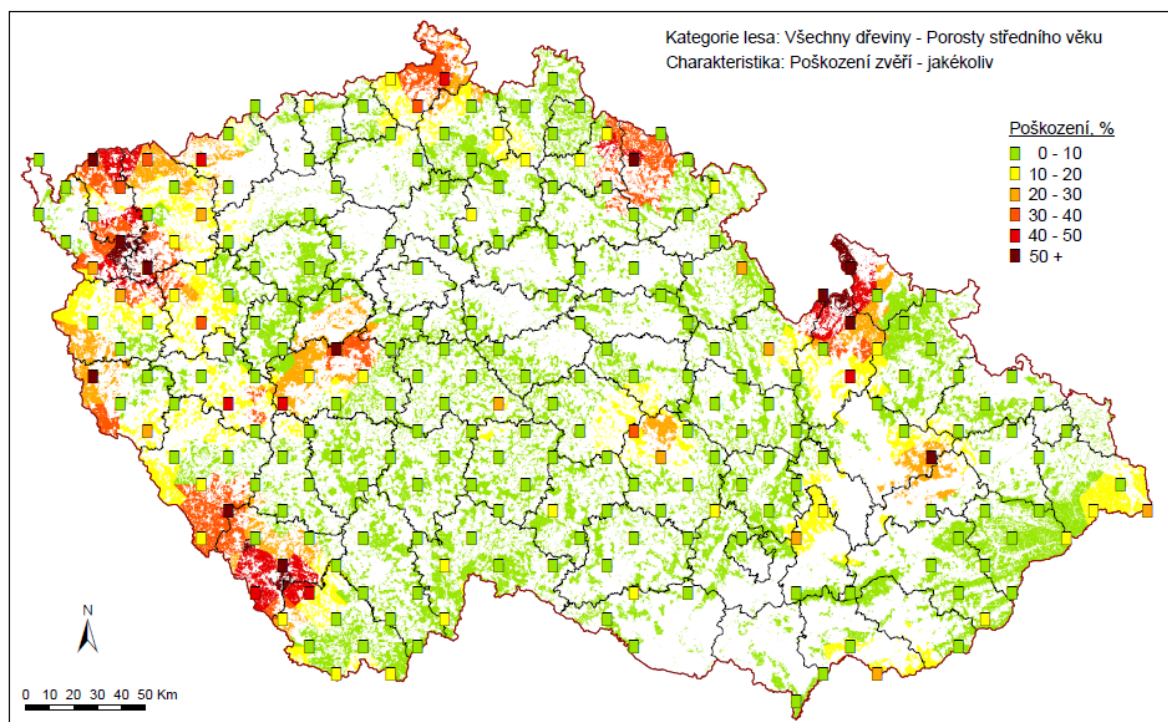 Kategorie lesa: Všechny dřeviny - Porosty středního věku
Charakteristika: Poškození zvěří - jakékoliv
Poškození, %
0 - 10
10 - 20
20 - 30
30 - 40
40 - 50
50 +
N
0 10 20 30 40 50 Km